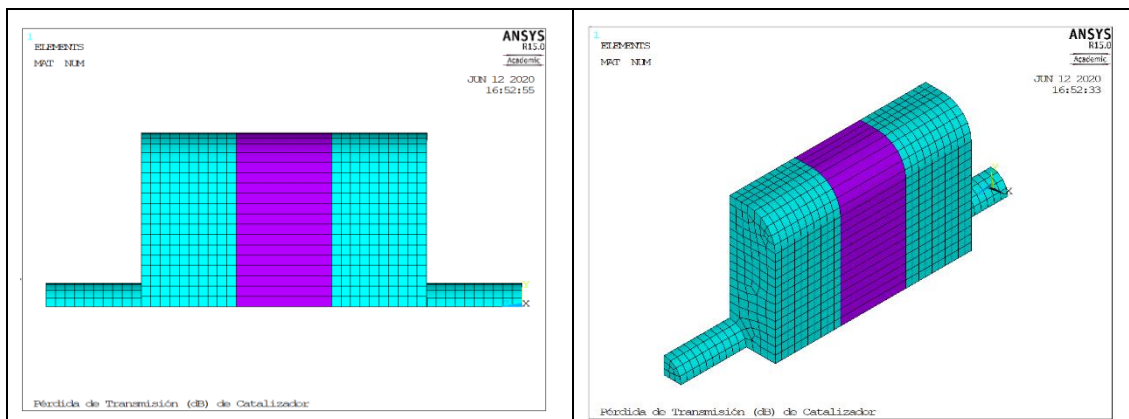 1
ELEMENTS
MAT NUM
ANSYS
R15.0
Academic
JUN 12 2020
16:52:55
Y
X
Pérdida de Transmisión (dB) de Catalizador
1
ELEMENTS
MAT NUM
ANSYS
R15.0
Academic
JUN 12 2020
16:52:33
Y
X
Pérdida de Transmisión (dB) de Catalizador